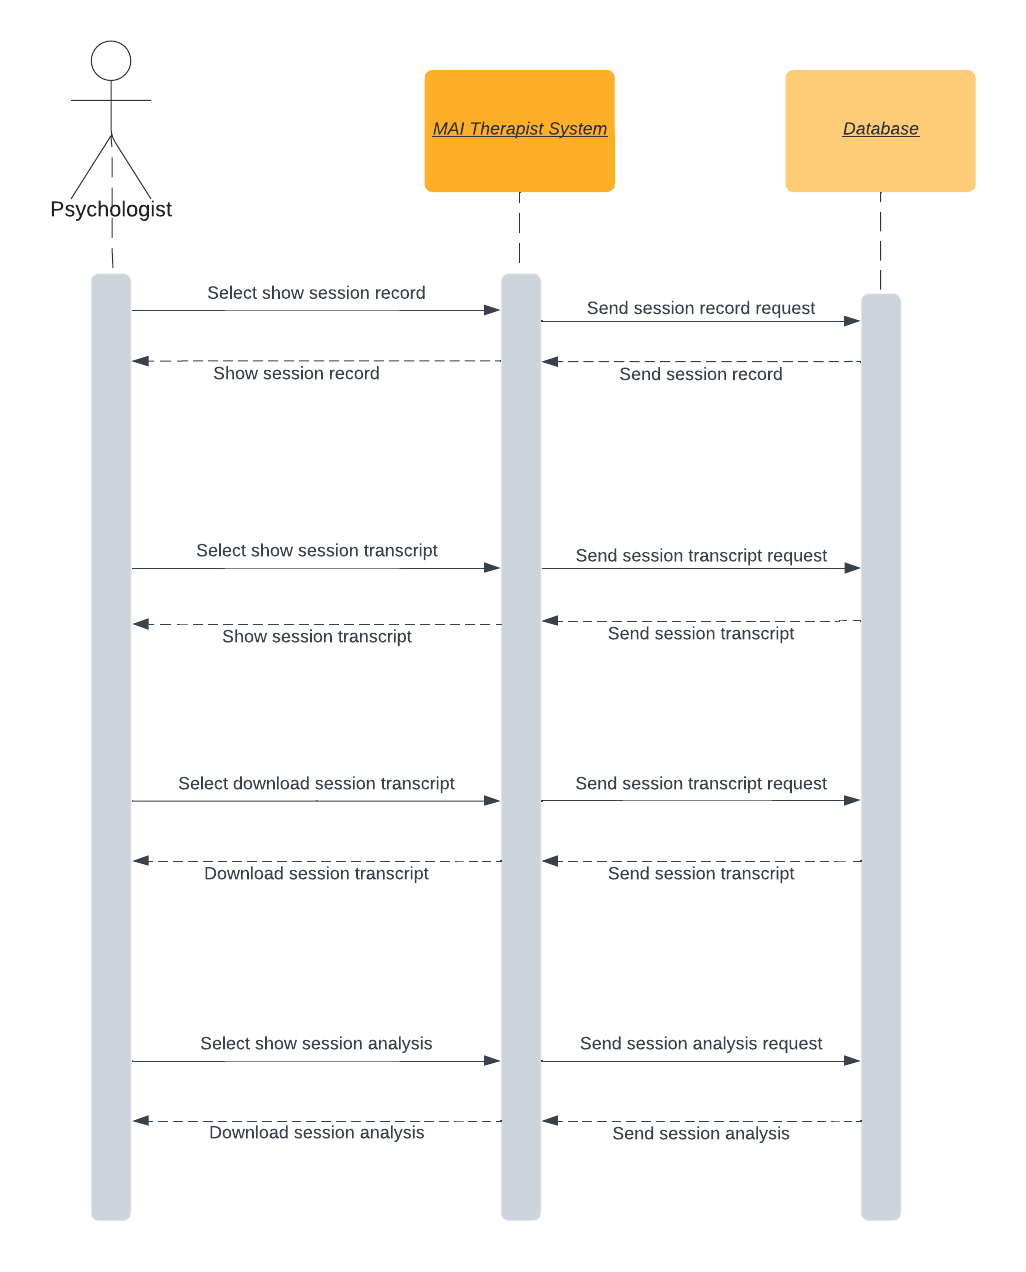 Psychologist
MAI Therapist System
Database
Select show session record
Send session record request
Show session record
Send session record
Select show session transcript
Send session transcript request
Show session transcript
Send session transcript
Select download session transcript
Send session transcript request
Download session transcript
Send session transcript
Select show session analysis
Send session analysis request
Download session analysis
Send session analysis